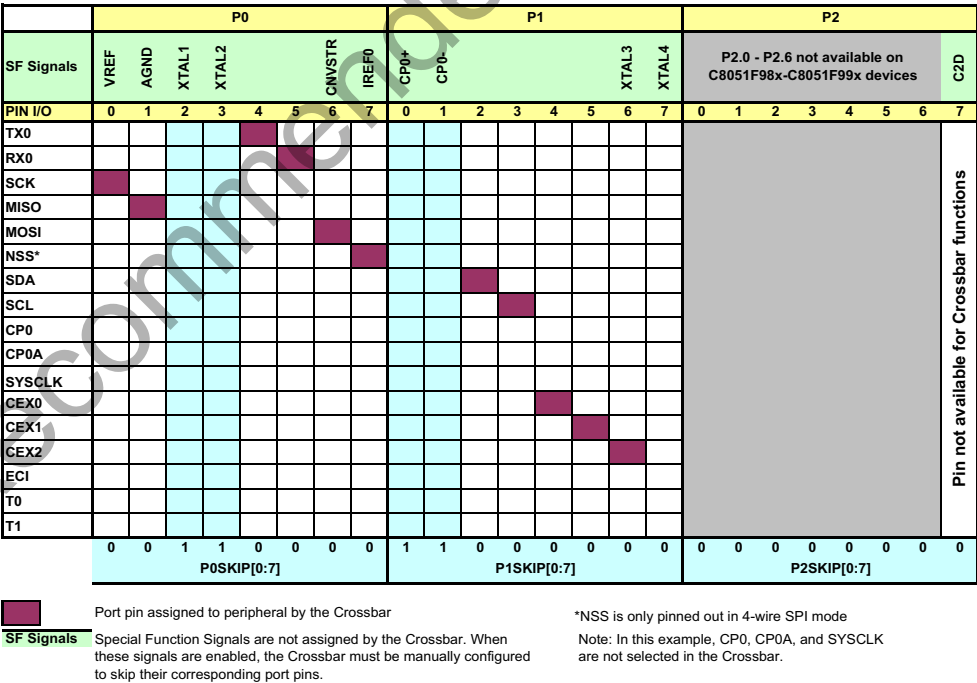 P0 P1 P2
SF Signals VREF AGND XTAL1 XTAL2 CNVSTR IREF0 CP0+ CP0- XTAL3 XTAL4 P2.0 - P2.6 not available on C2D
C8051F98x-C8051F99x devices
PIN I/O 0 1 2 3 4 5 6 7 0 1 2 3 4 5 6 7 0 1 2 3 4 5 6 7
TX0
RX0
SCK
MISO
MOSI
NSS*
SDA
SCL
CP0
CP0A
SYSCLK
CEX0
CEX1
CEX2
ECI
T0
T1
Pin not available for Crossbar functions
0 0 1 1 0 0 0 0 1 1 0 0 0 0 0 0 0 0 0 0 0 0 0 0
P0SKIP[0:7] P1SKIP[0:7] P2SKIP[0:7]
Port pin assigned to peripheral by the Crossbar
SF Signals Special Function Signals are not assigned by the Crossbar. When
these signals are enabled, the Crossbar must be manually configured
to skip their corresponding port pins.
*NSS is only pinned out in 4-wire SPI mode
Note: In this example, CP0, CP0A, and SYSCLK
are not selected in the Crossbar.
ecommende